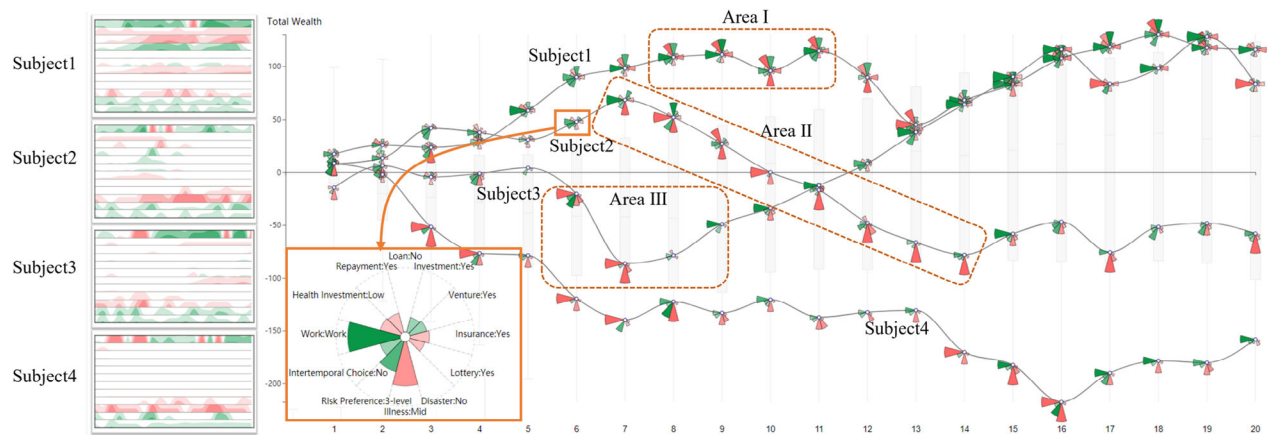 Subject1
Subject2
Subject3
Subject4
Total Wealth
100
50
0
-50
-100
-150
-200
Area I
Subject1
Area II
Subject2
Subject3
Area III
Subject4
Loan:No
Repayment:Yes
Investment:Yes
Health Investment:Low
Venture:Yes
Work:Work
Insurance:Yes
Intertemporal Choice:No
Lottery:Yes
Risk Preference:3-level
Disaster:No
Illness:Mid
1 2 3 4 5 6 7 8 9 10 11 12 13 14 15 16 17 18 19 20